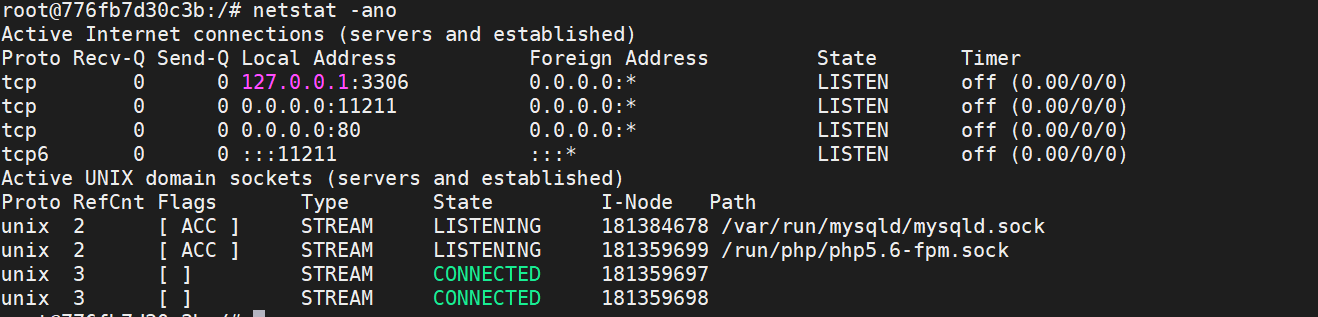 root@776fb7d30c3b:/# netstat -ano
Active Internet connections (servers and established)
Proto Recv-Q Send-Q Local Address           Foreign Address         State       Timer
tcp        0      0 127.0.0.1:3306          0.0.0.0:*               LISTEN      off (0.00/0/0)
tcp        0      0 0.0.0.0:11211           0.0.0.0:*               LISTEN      off (0.00/0/0)
tcp        0      0 0.0.0.0:80              0.0.0.0:*               LISTEN      off (0.00/0/0)
tcp6       0      0 :::11211                :::*                    LISTEN      off (0.00/0/0)
Active UNIX domain sockets (servers and established)
Proto RefCnt Flags       Type       State         I-Node   Path
unix  2      [ ACC ]     STREAM     LISTENING     181384678 /var/run/mysqld/mysqld.sock
unix  2      [ ACC ]     STREAM     LISTENING     181359699 /run/php/php5.6-fpm.sock
unix  3      [ ]         STREAM     CONNECTED     181359697
unix  3      [ ]         STREAM     CONNECTED     181359698
root@776fb7d30c3b:/#